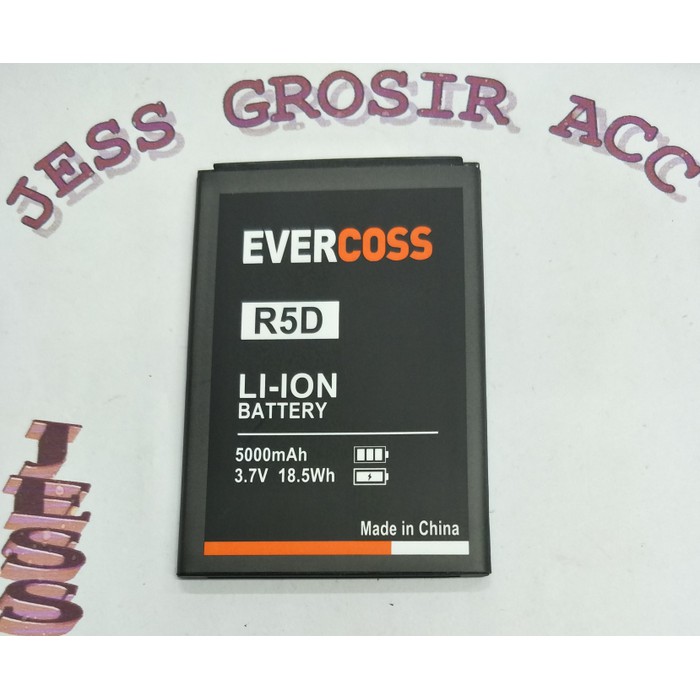 JESS GROSIR ACC
EVERCOSS
R5D
LI-ION
BATTERY
5000mAh
3.7V 18.5Wh
Made in China
JESS